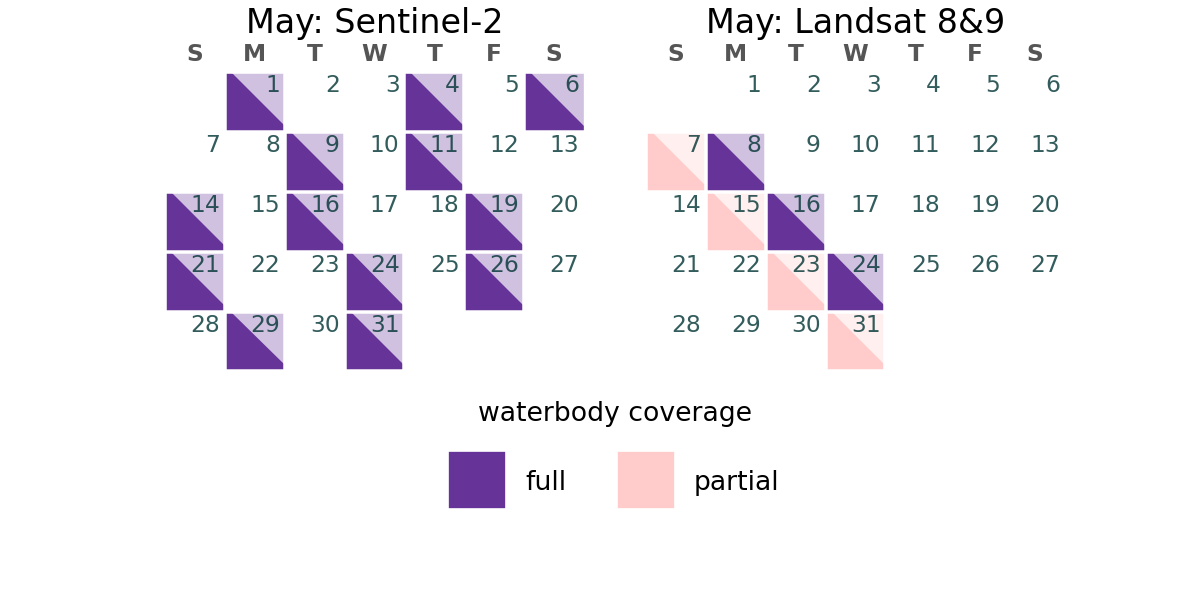 May: Sentinel-2
S M T W T F S
1 2 3 4 5 6
7 8 9 10 11 12 13
14 15 16 17 18 19 20
21 22 23 24 25 26 27
28 29 30 31
May: Landsat 8&9
S M T W T F S
1 2 3 4 5 6
7 8 9 10 11 12 13
14 15 16 17 18 19 20
21 22 23 24 25 26 27
28 29 30 31
waterbody coverage
full partial